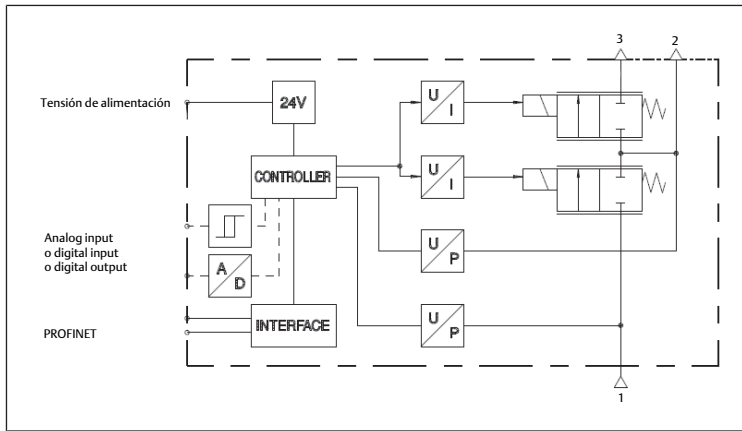 3
2
Tensión de alimentación
24V
U
I
CONTROLLER
U
I
Analog input
o digital input
o digital output
A
D
U
P
PROFINET
INTERFACE
U
P
1